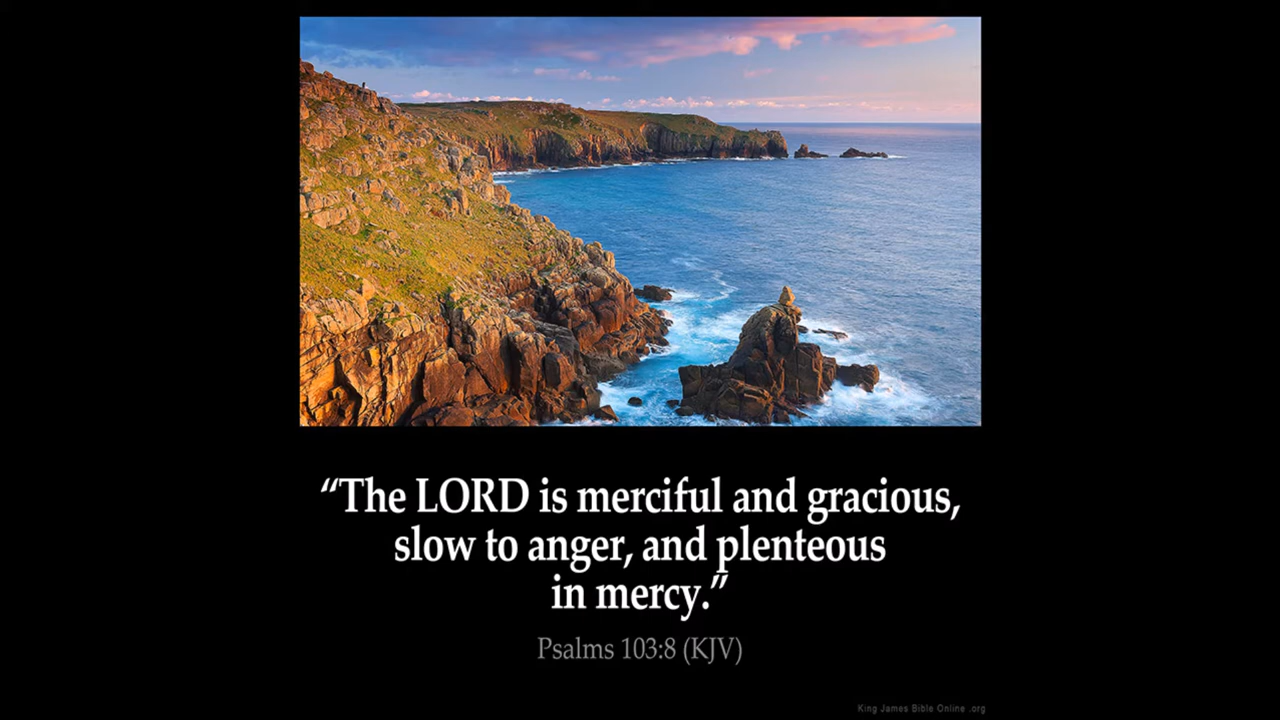 “The LORD is merciful and gracious,
slow to anger, and plenteous
in mercy.”
Psalms 103:8 (KJV)
King James Bible Online .org